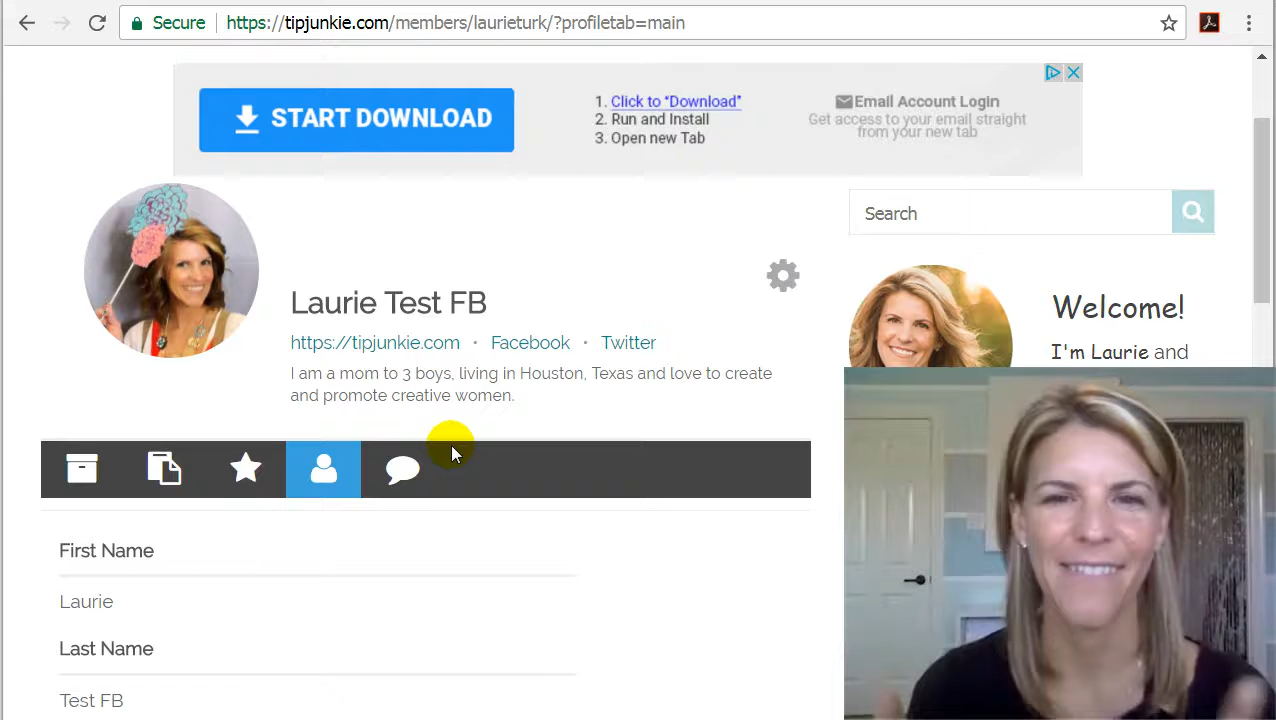 Secure
https://tipjunkie.com/members/laurieturk/?profiletab=main
START DOWNLOAD
1. Click to “Download”
2. Run and Install
3. Open new Tab
Email Account Login
Get access to your email straight
from your new tab
Search
Laurie Test FB
https://tipjunkie.com • Facebook • Twitter
I am a mom to 3 boys, living in Houston, Texas and love to create
and promote creative women.
Welcome!
I'm Laurie and
First Name
Laurie
Last Name
Test FB